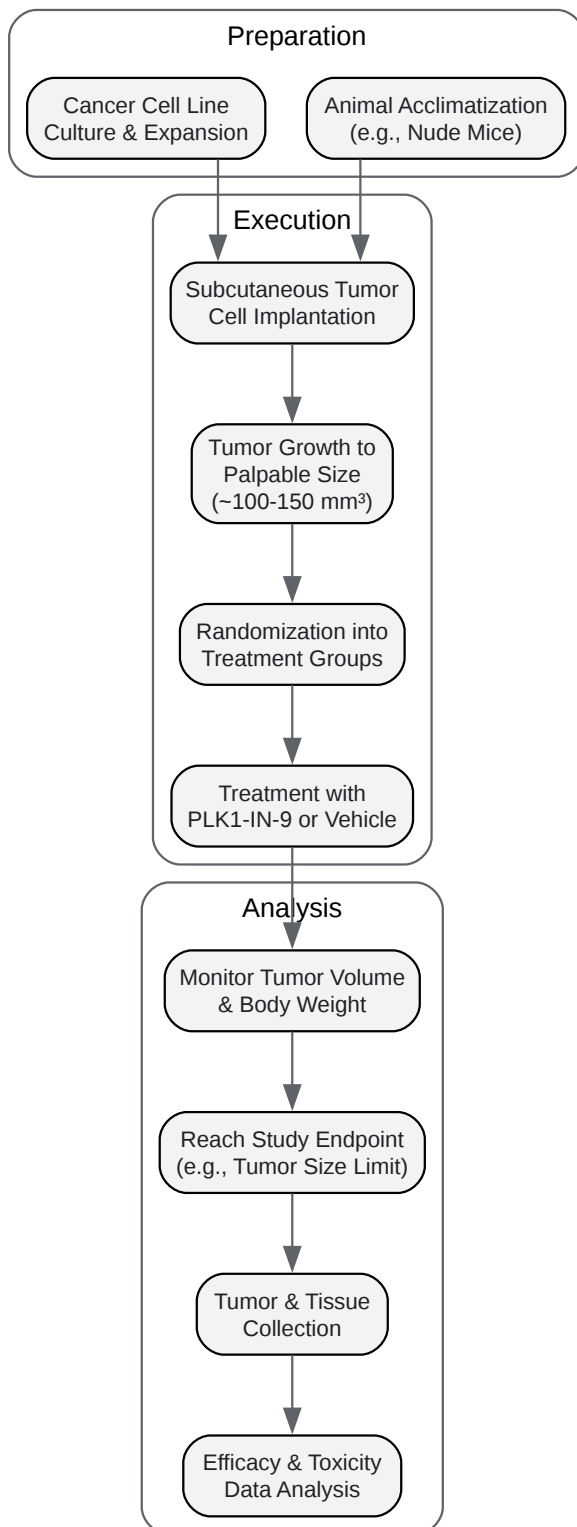 Preparation
Cancer Cell Line
Culture & Expansion
Animal Acclimatization
(e.g., Nude Mice)
Execution
Subcutaneous Tumor
Cell Implantation
Tumor Growth to
Palpable Size
(~100-150 mm³)
Randomization into
Treatment Groups
Treatment with
PLK1-IN-9 or Vehicle
Analysis
Monitor Tumor Volume
& Body Weight
Reach Study Endpoint
(e.g., Tumor Size Limit)
Tumor & Tissue
Collection
Efficacy & Toxicity
Data Analysis